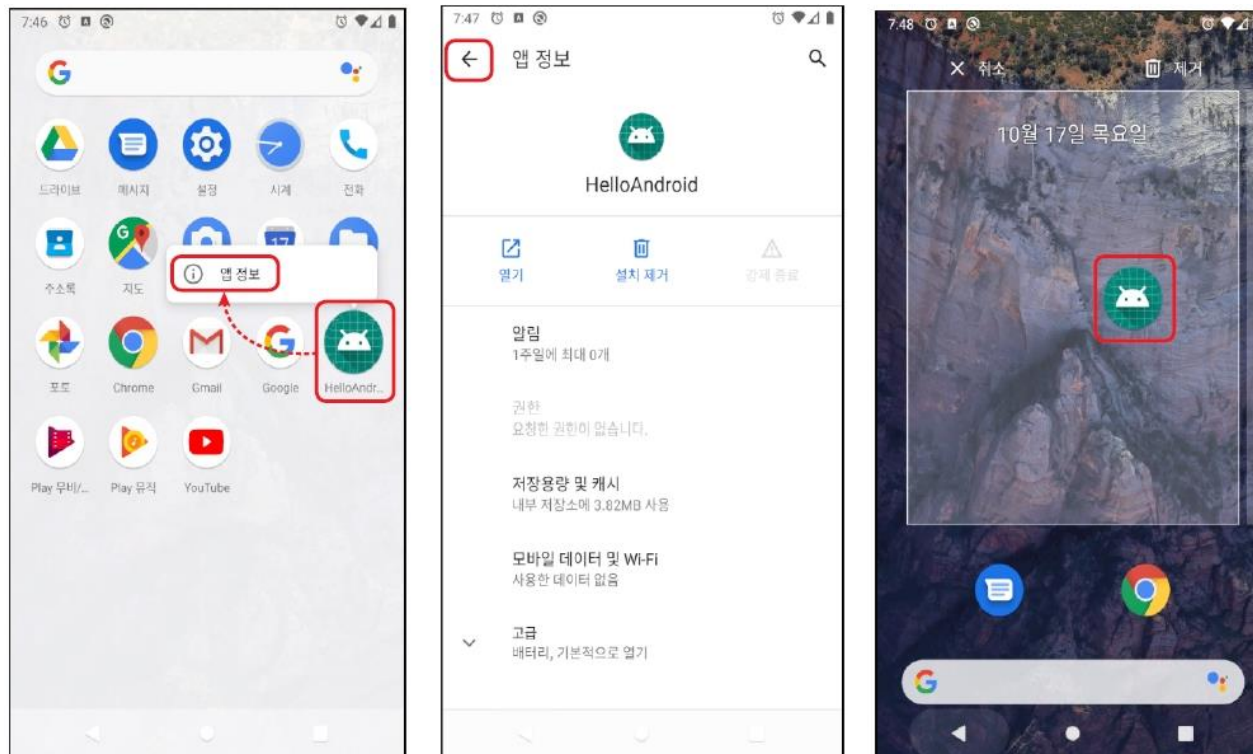 7:46
드라이브
메시지
설정
시계
전화
17
앱 정보
주소록
지도
포토
Chrome
Gmail
Google
HelloAndr..
Play 무비/...
Play 뮤직
YouTube
7:47
앱 정보
HelloAndroid
열기
설치 제거
강제 종료
알림
1주일에 최대 0개
권한
요청한 권한이 없습니다.
저장용량 및 캐시
내부 저장소에 3.82MB 사용
모바일 데이터 및 Wi-Fi
사용한 데이터 없음
고급
배터리, 기본적으로 열기
7:48
취소
제거
10월 17일 목요일